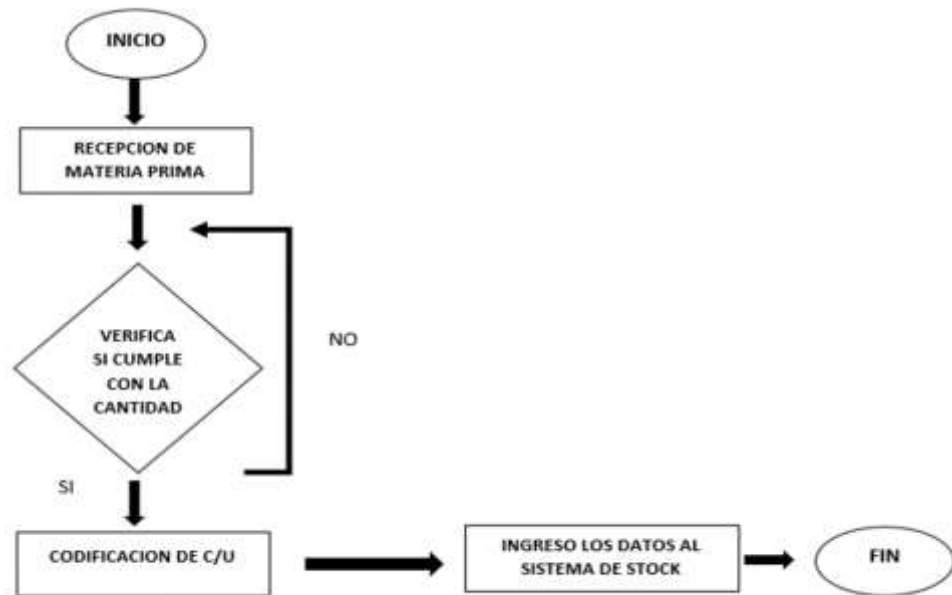 INICIO
RECEPCION DE
MATERIA PRIMA
VERIFICA
SI CUMPLE
CON LA
CANTIDAD
NO
SI
CODIFICACION DE C/U
INGRESO LOS DATOS AL
SISTEMA DE STOCK
FIN